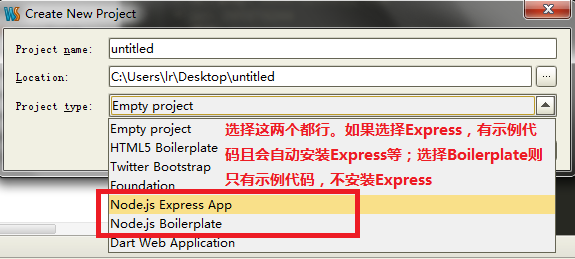 WS Create New Project
Project name: untitled
Location: C:\Users\lr\Desktop\untitled ...
Project type: Empty project
Empty project
HTML5 Boilerplate
Twitter Bootstrap
Foundation
Node.js Express App
Node.js Boilerplate
Dart Web Application
选择这两个都行。如果选择Express，有示例代
码且会自动安装Express等；选择Boilerplate则
只有示例代码，不安装Express